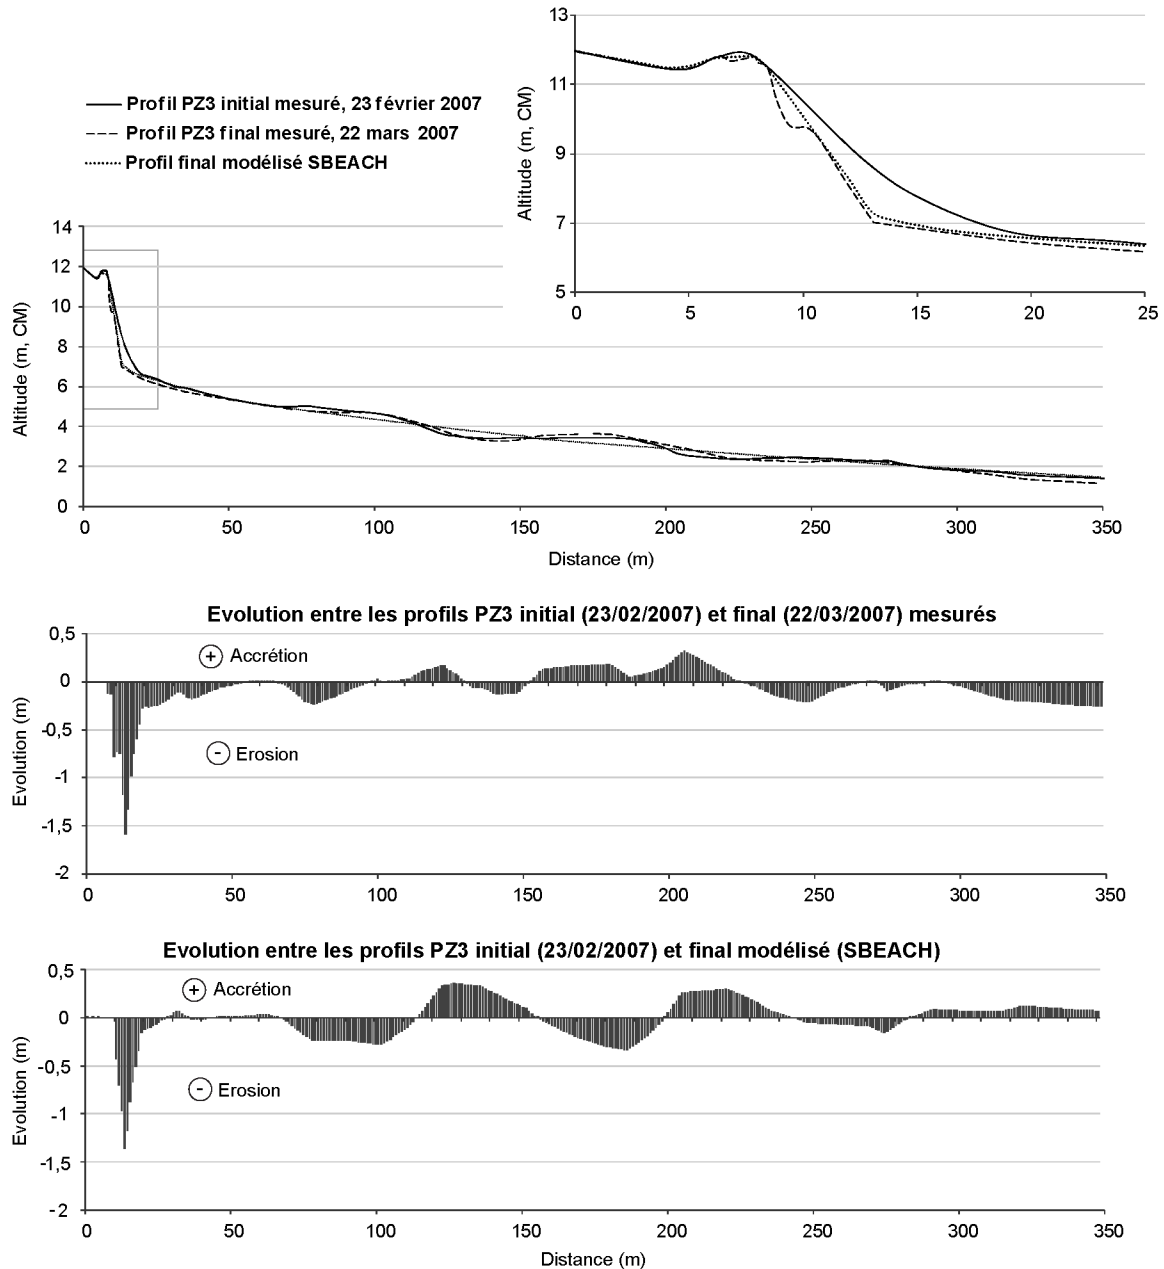 Profil PZ3 initial mesuré, 23 février 2007
Profil PZ3 final mesuré, 22 mars 2007
Profil final modélisé SBEACH
Altitude (m, CM)
13
11
9
7
5
0 5 10 15 20 25
Altitude (m, CM)
14
12
10
8
6
4
2
0
0 50 100 150 200 250 300 350
Distance (m)
Evolution entre les profils PZ3 initial (23/02/2007) et final (22/03/2007) mesurés
Evolution (m)
0,5
0
-0,5
-1
-1,5
-2
+ Accrétion
- Erosion
0 50 100 150 200 250 300 350
Evolution entre les profils PZ3 initial (23/02/2007) et final modélisé (SBEACH)
Evolution (m)
0,5
0
-0,5
-1
-1,5
-2
+ Accrétion
- Erosion
0 50 100 150 200 250 300 350
Distance (m)